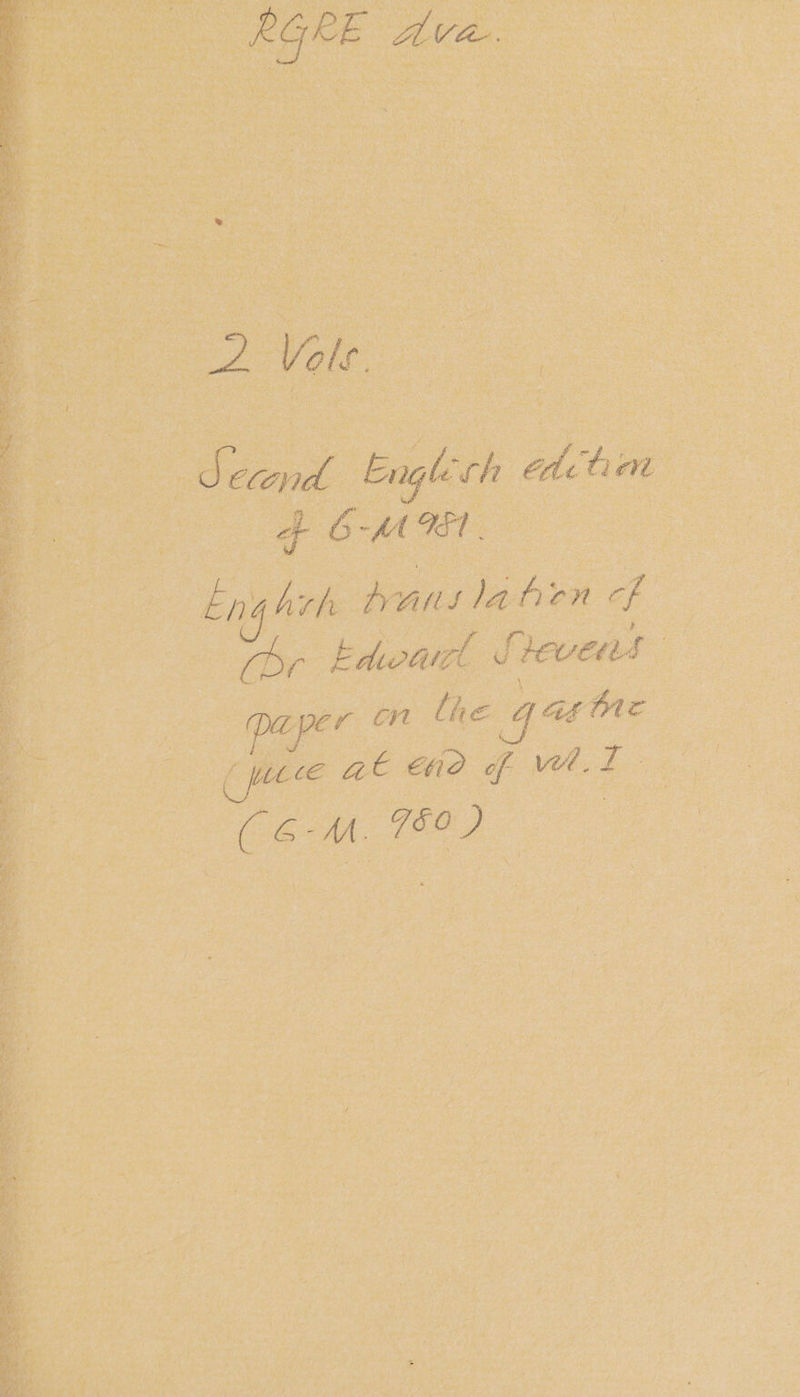 RGRE Ava.
2 Vols.
Second English edition
of G-M 981.
English translation of
Dr Edward Stevens
paper on the gastric
juice at end of vol. I
(G-M. 980)